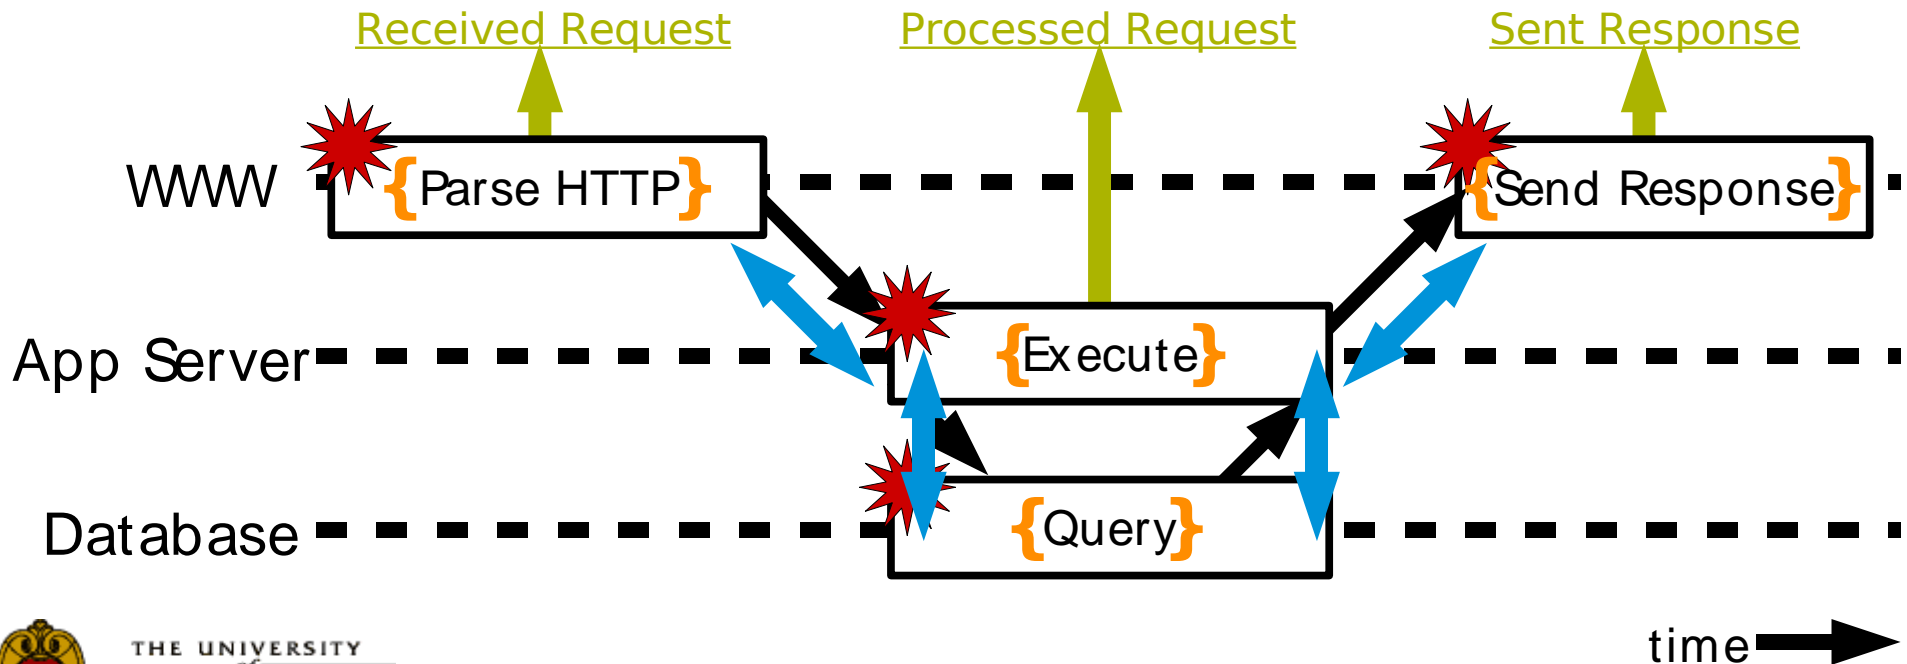 Received Request Processed Request Sent Response
WWW {Parse HTTP} {Send Response}
App Server {Execute}
Database {Query}
time
THE UNIVERSITY
of